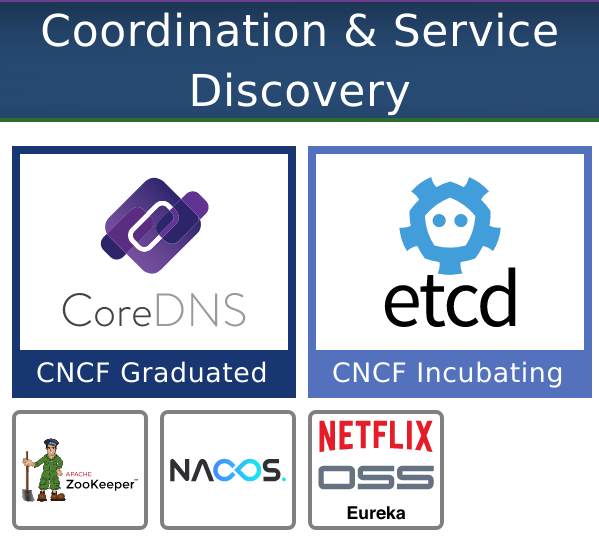 Coordination & Service
Discovery
CoreDNS
etcd
CNCF Graduated
CNCF Incubating
APACHE
ZooKeeper™
NACOS.
NETFLIX
OSS
Eureka